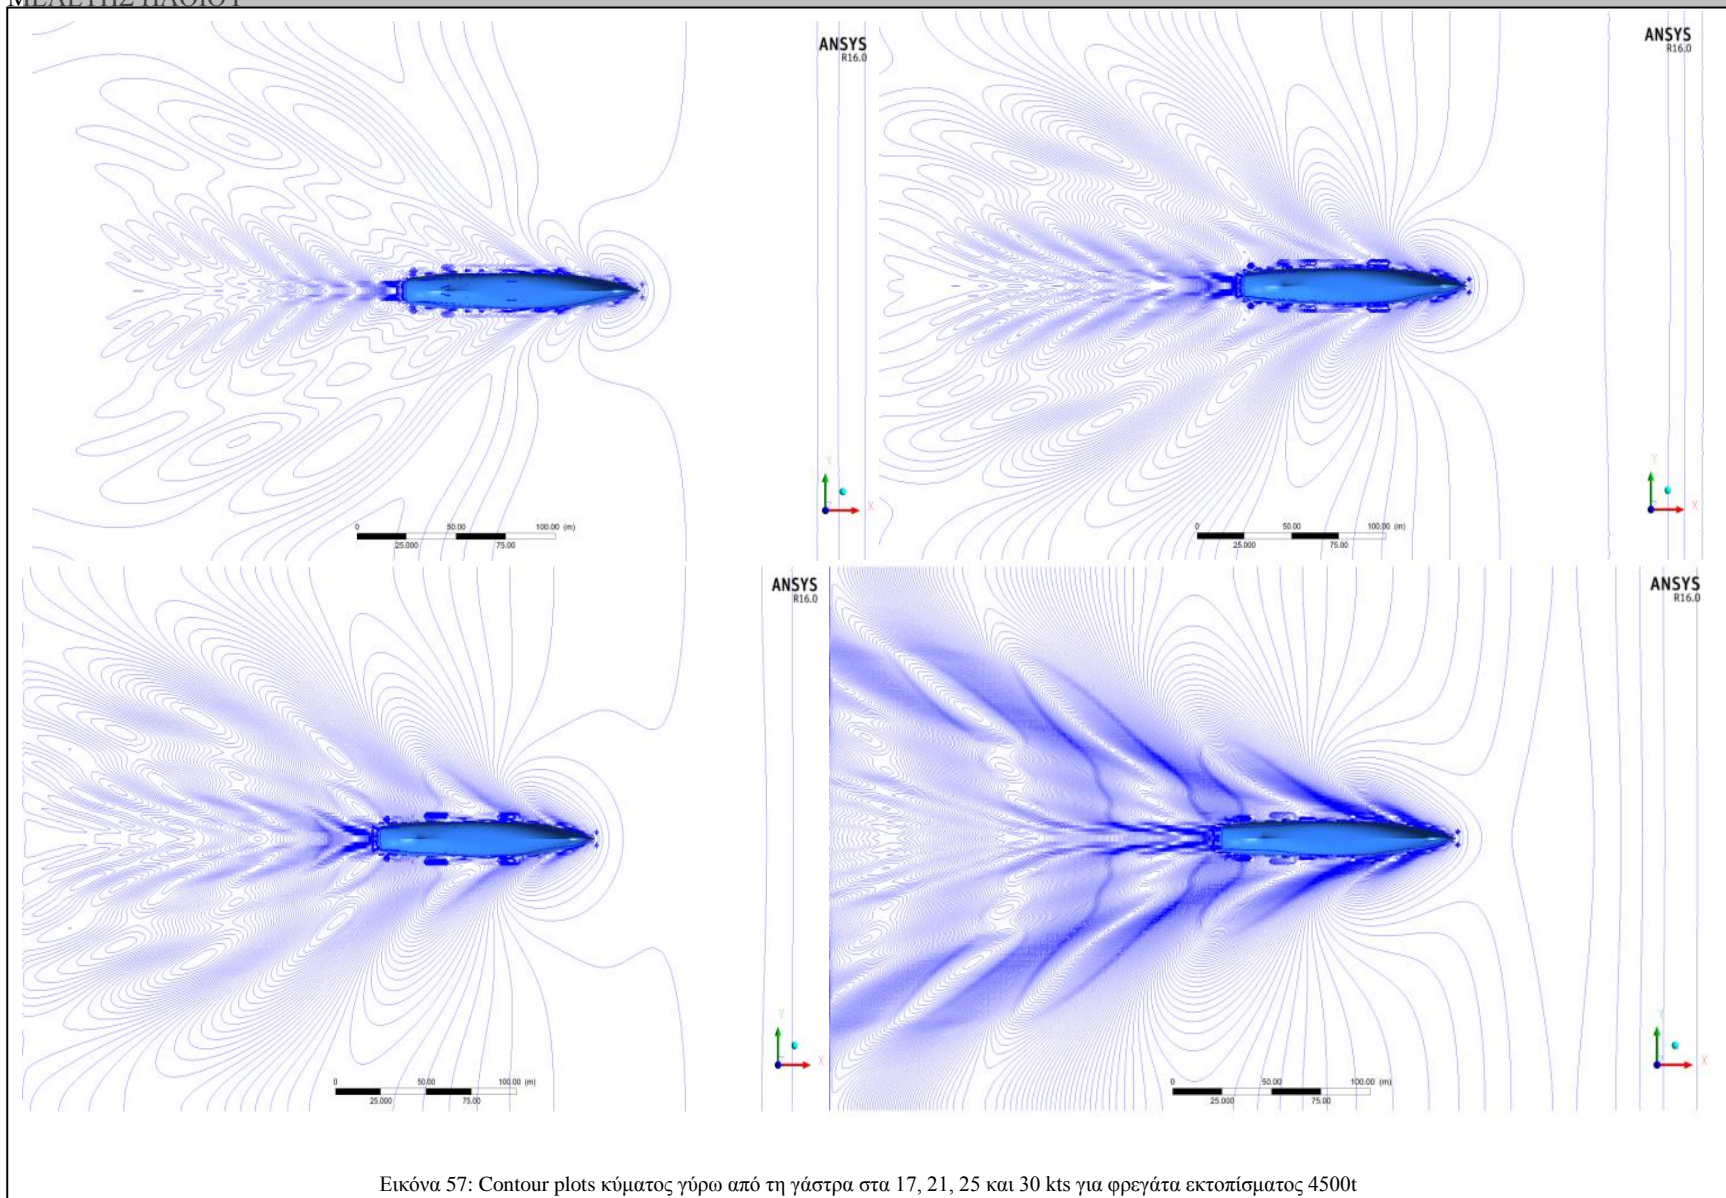 ΜΕΛΕΤΗΣ ΠΛΟΙΟΥ
ANSYS
R16.0
Y
X
0 50.00 100.00 (m)
25.000 75.00
ANSYS
R16.0
Y
X
0 50.00 100.00 (m)
25.000 75.00
ANSYS
R16.0
Y
X
0 50.00 100.00 (m)
25.000 75.00
ANSYS
R16.0
Y
X
0 50.00 100.00 (m)
25.000 75.00
Εικόνα 57: Contour plots κύματος γύρω από τη γάστρα στα 17, 21, 25 και 30 kts για φρεγάτα εκτοπίσματος 4500t